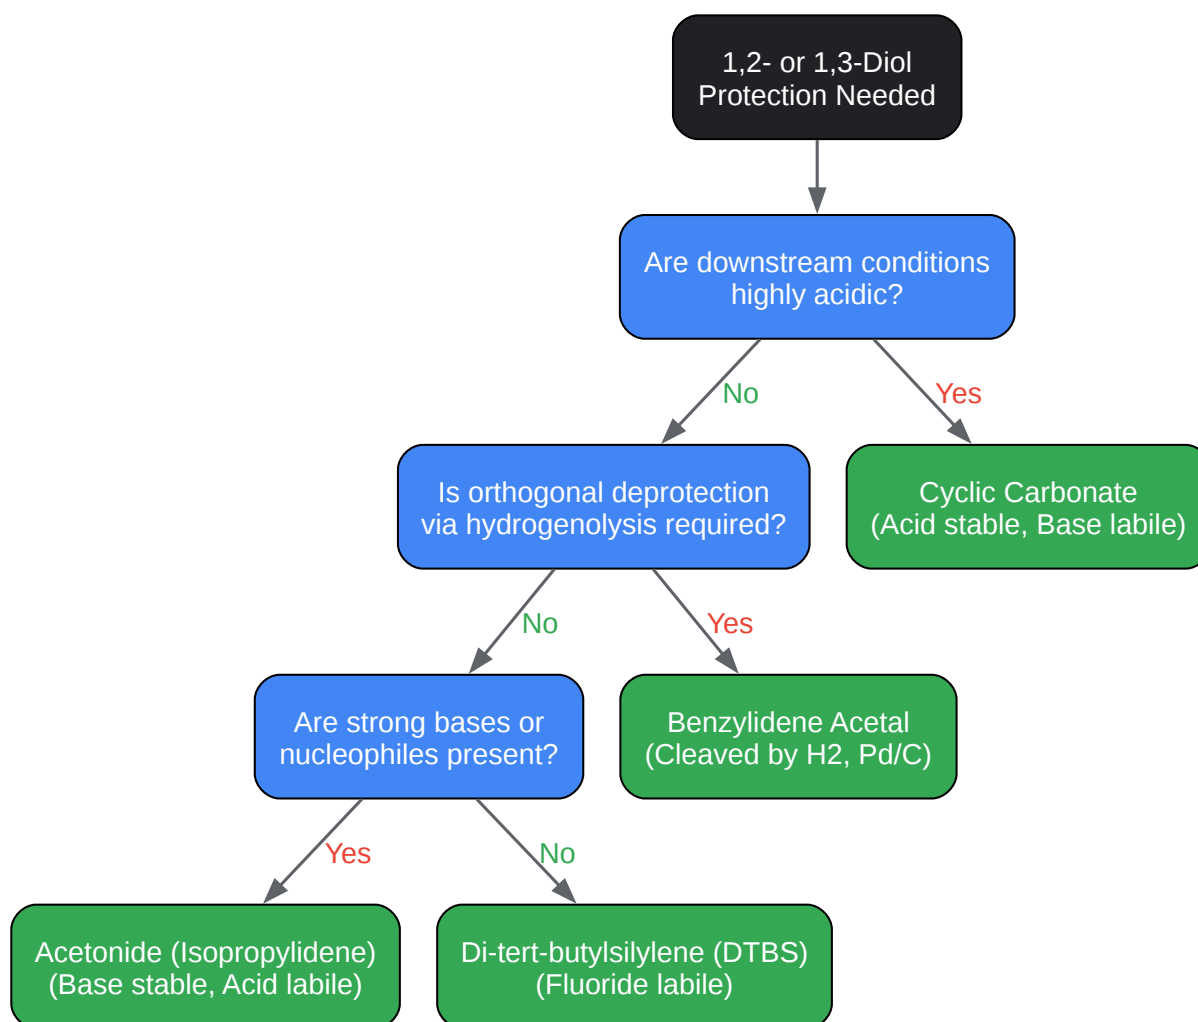 1,2- or 1,3-Diol
Protection Needed
Are downstream conditions
highly acidic?
No
Yes
Is orthogonal deprotection
via hydrogenolysis required?
Cyclic Carbonate
(Acid stable, Base labile)
No
Yes
Are strong bases or
nucleophiles present?
Benzylidene Acetal
(Cleaved by H2, Pd/C)
Yes
No
Acetonide (Isopropylidene)
(Base stable, Acid labile)
Di-tert-butylsilylene (DTBS)
(Fluoride labile)